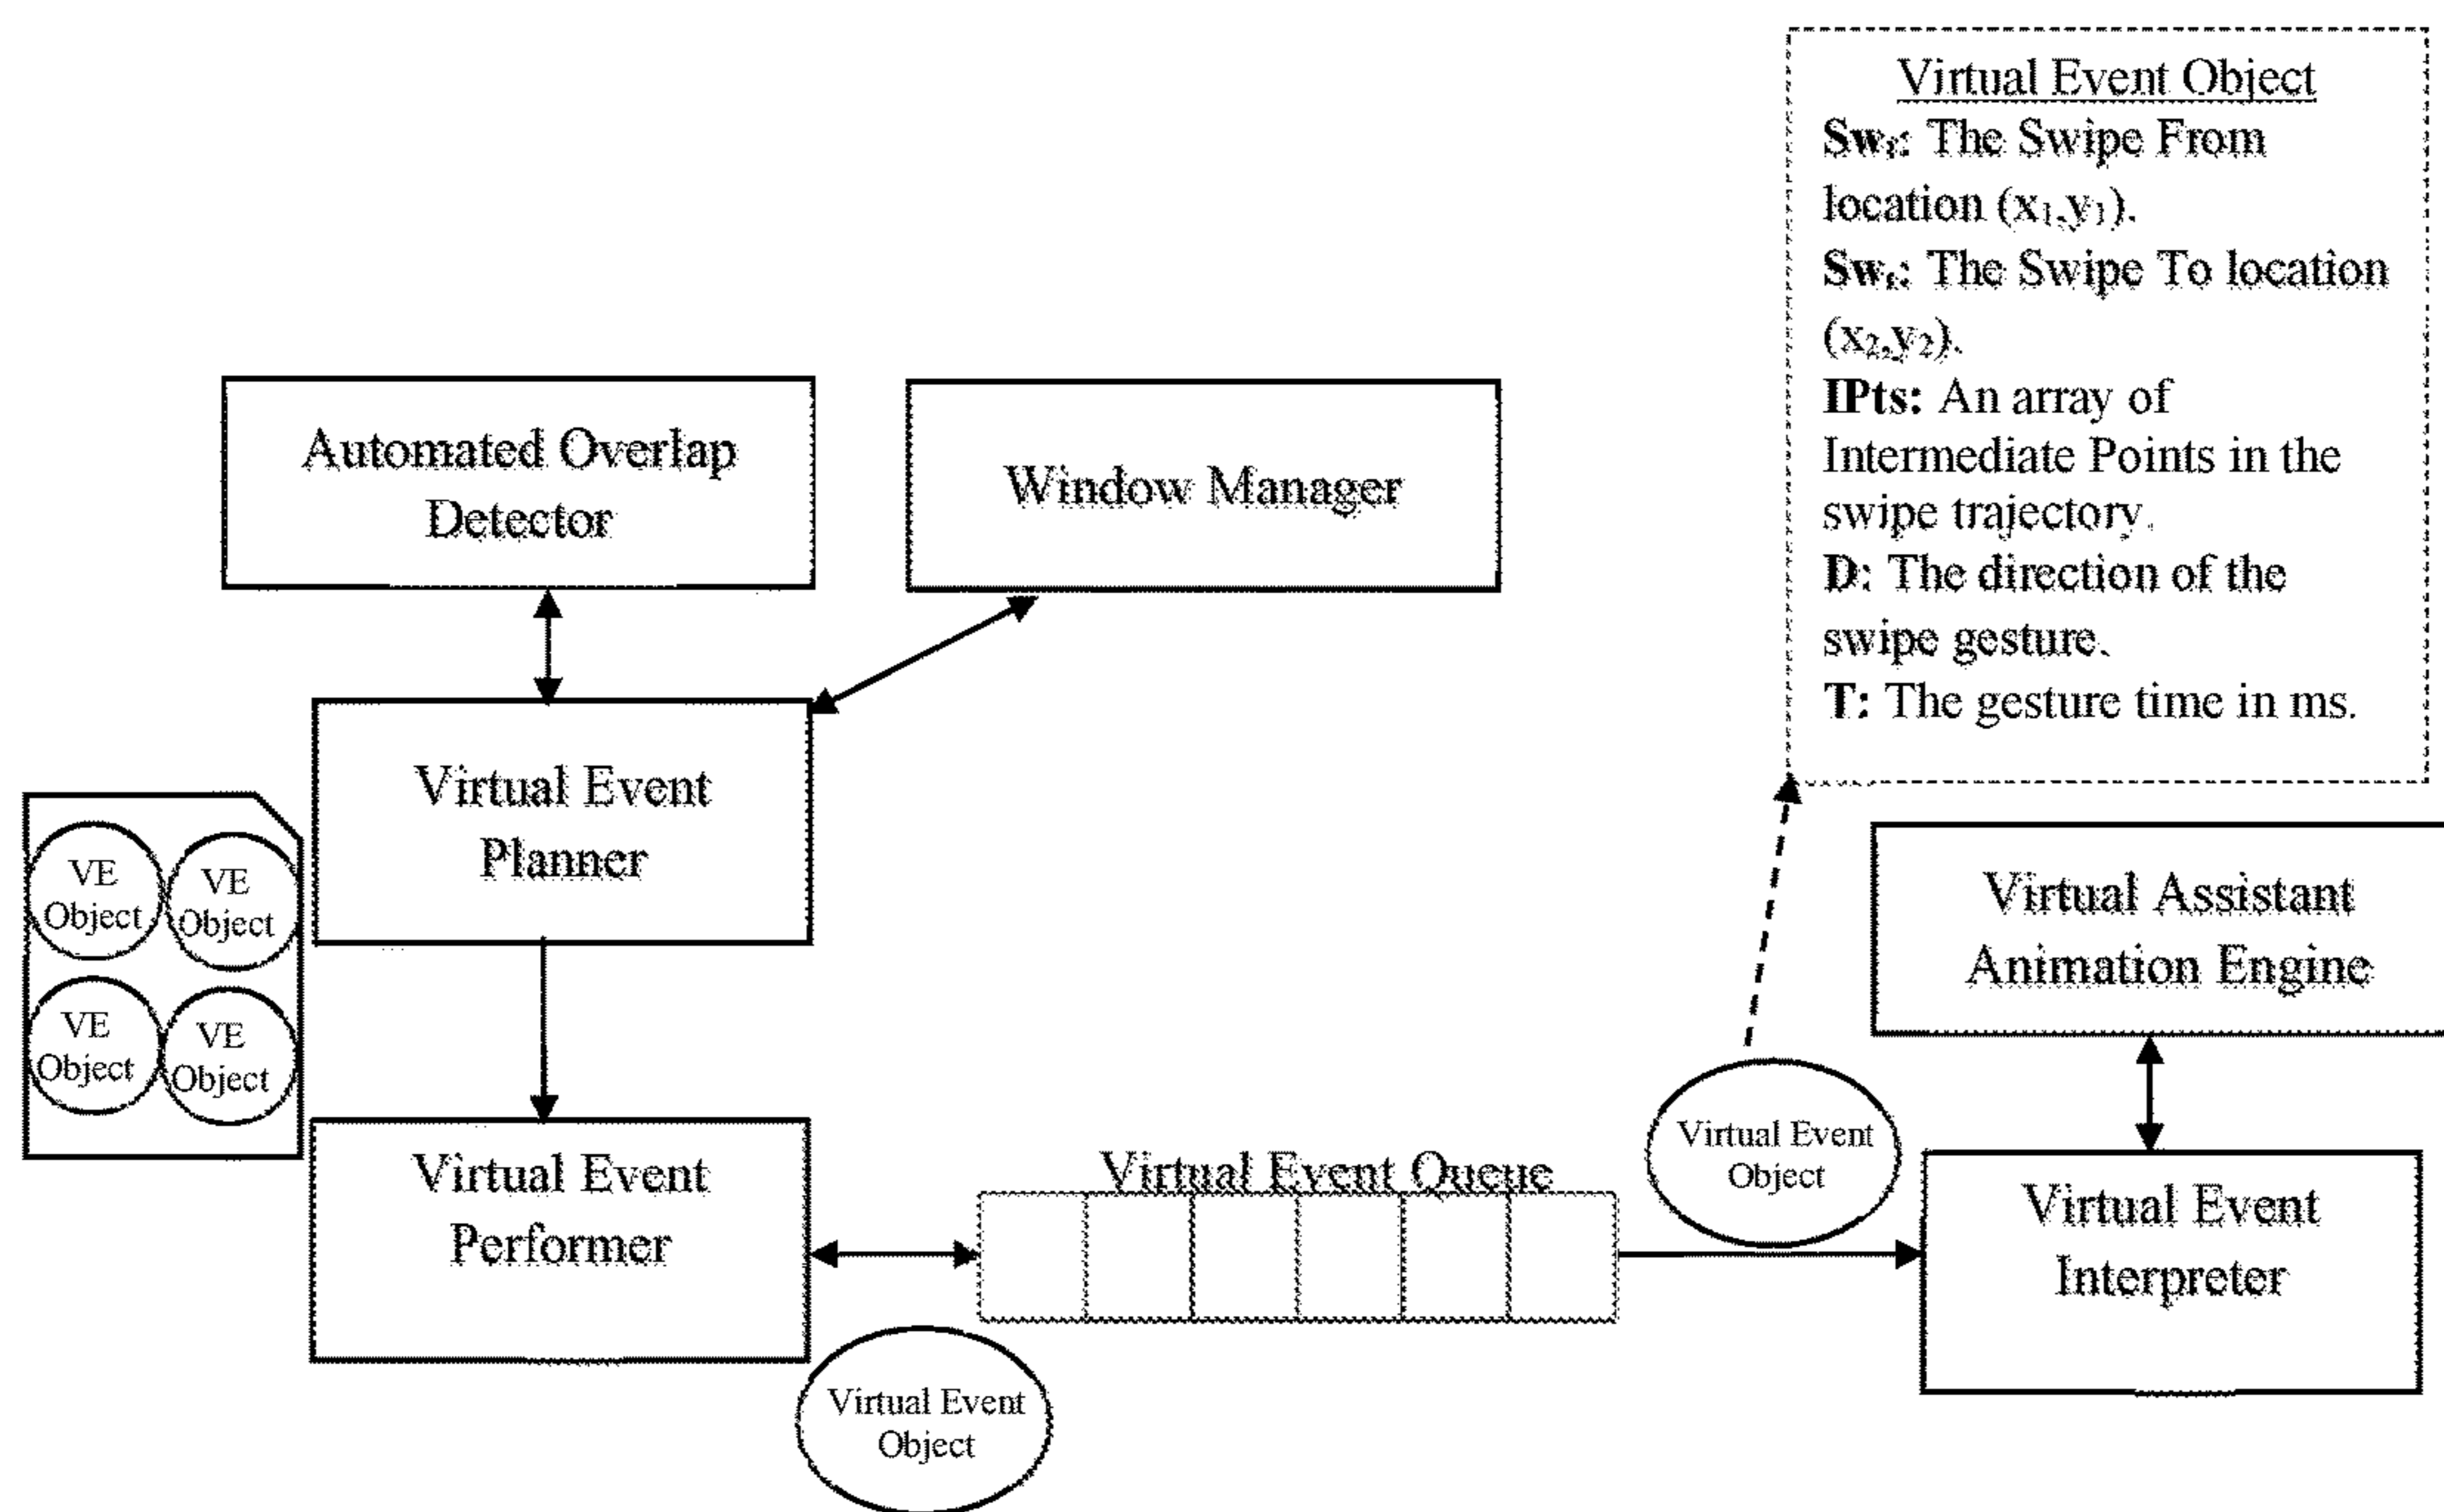 Virtual Event Object
Swf: The Swipe From
location (x1,y1).
Swt: The Swipe To location
(x2,y2).
IPts: An array of
Intermediate Points in the
swipe trajectory.
D: The direction of the
swipe gesture.
T: The gesture time in ms.
Automated Overlap
Detector
Window Manager
Virtual Event
Planner
VE
Object
VE
Object
VE
Object
VE
Object
Virtual Assistant
Animation Engine
Virtual Event
Performer
Virtual Event Queue
Virtual Event
Object
Virtual Event
Interpreter
Virtual Event
Object